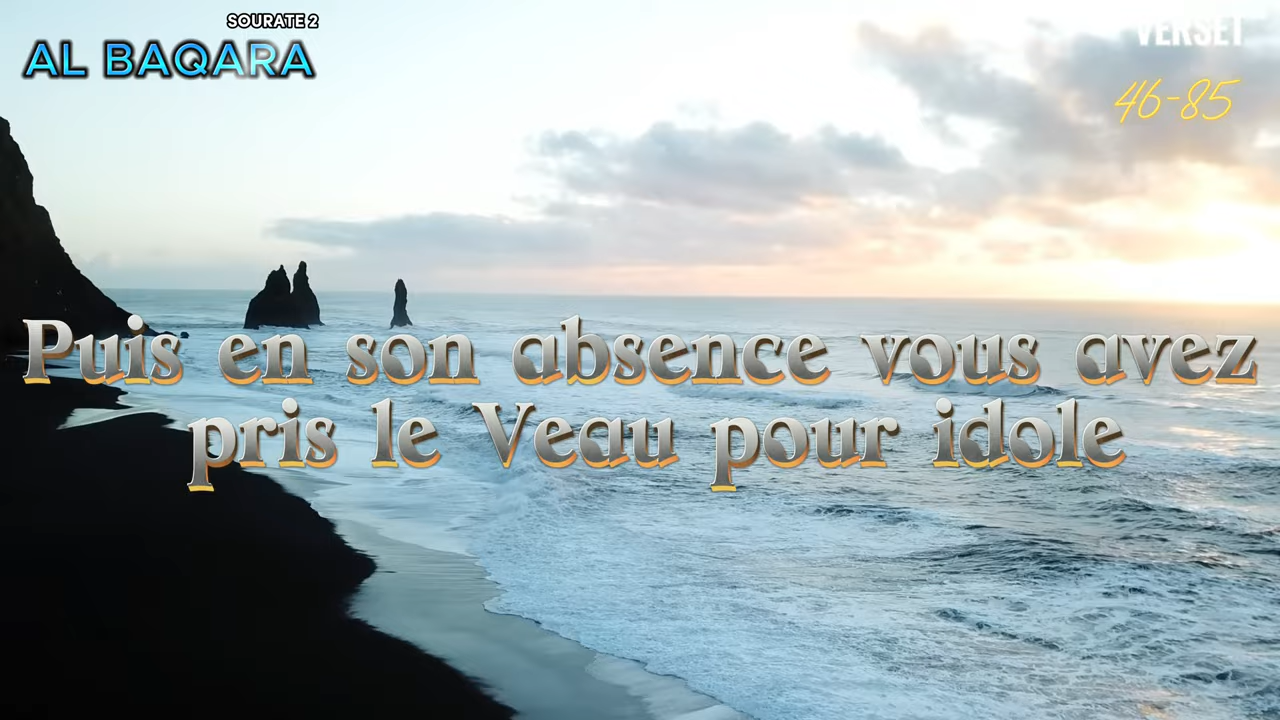 SOURATE 2
AL BAQARA
VERSET
46-85
Puis en son absence vous avez
pris le Veau pour idole